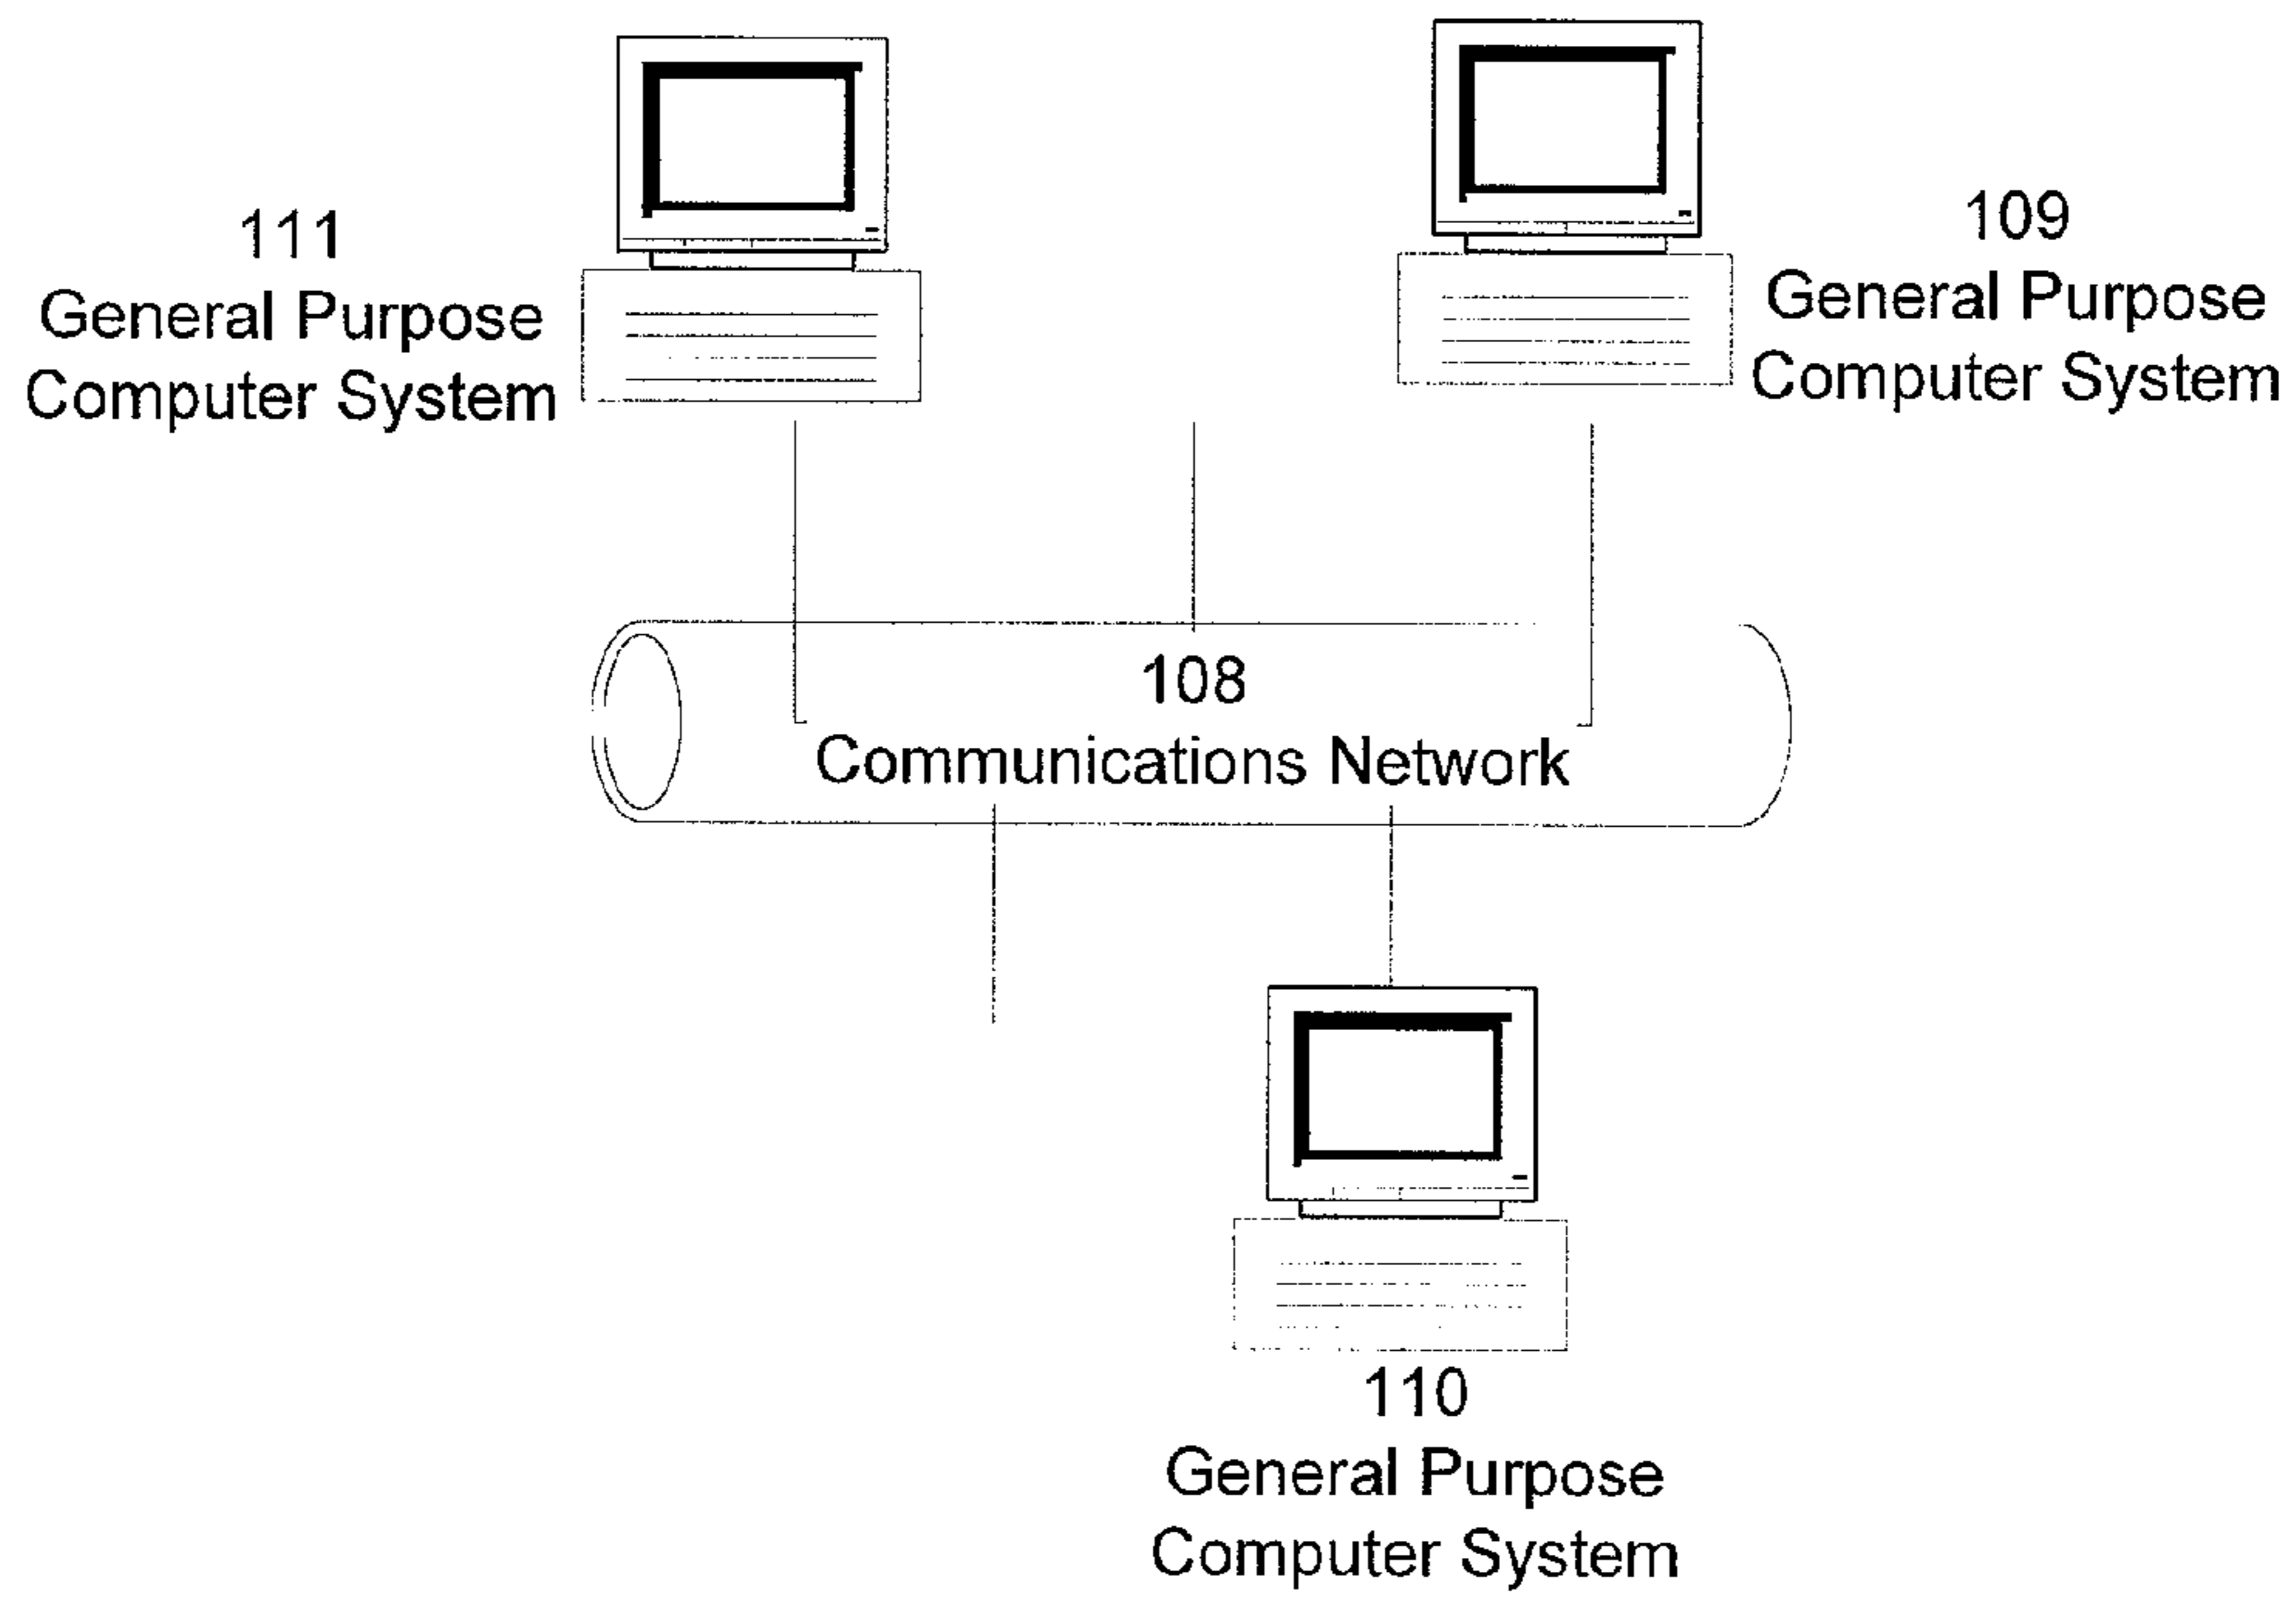 111
General Purpose
Computer System
109
General Purpose
Computer System
108
Communications Network
110
General Purpose
Computer System